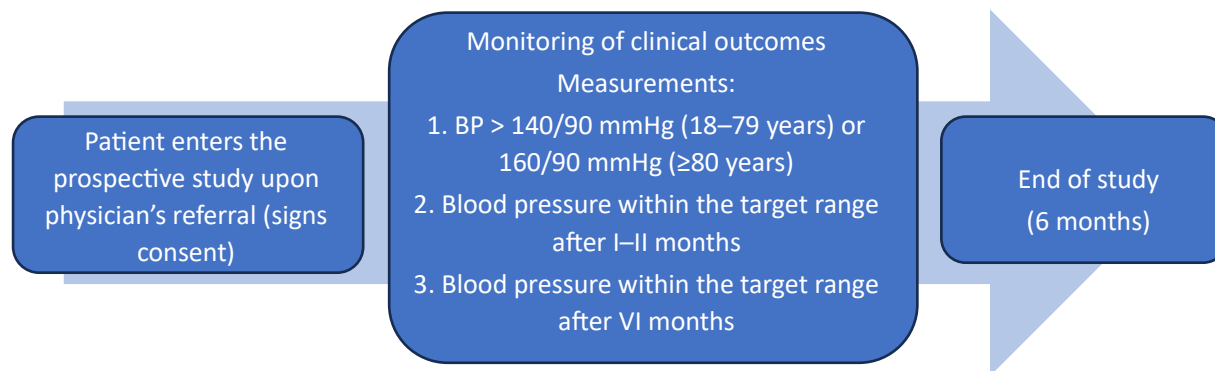 Patient enters the
prospective study upon
physician’s referral (signs
consent)
Monitoring of clinical outcomes
Measurements:
1. BP > 140/90 mmHg (18–79 years) or
160/90 mmHg (≥80 years)
2. Blood pressure within the target range
after I–II months
3. Blood pressure within the target range
after VI months
End of study
(6 months)